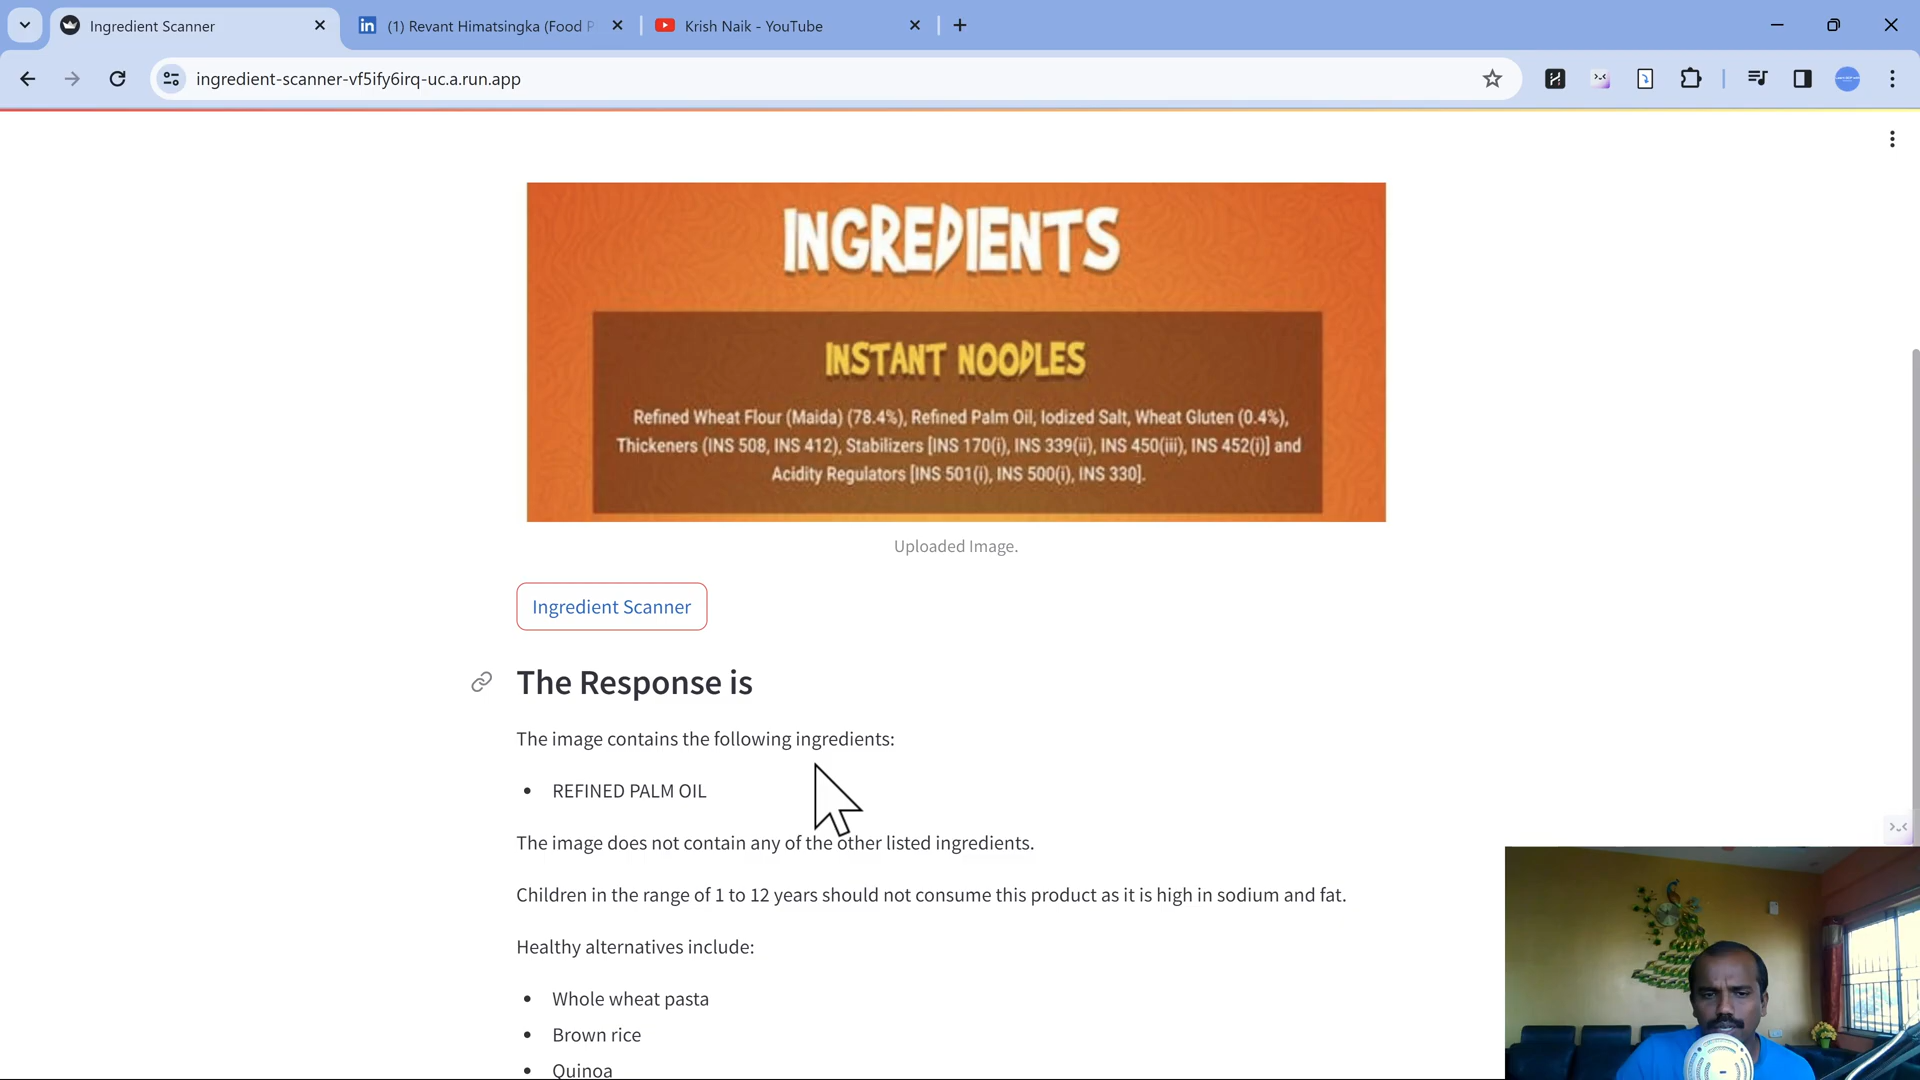 Ingredient Scanner
(1) Revant Himatsingka (Food P
Krish Naik - YouTube
ingredient-scanner-vf5ify6irq-uc.a.run.app
INGREDIENTS
INSTANT NOODLES
Refined Wheat Flour (Maida) (78.4%), Refined Palm Oil, Iodized Salt, Wheat Gluten (0.4%),
Thickeners (INS 508, INS 412), Stabilizers [INS 170(i), INS 339(ii), INS 450(iii), INS 452(i)] and
Acidity Regulators [INS 501(i), INS 500(i), INS 330].
Uploaded Image.
Ingredient Scanner
The Response is
The image contains the following ingredients:
• REFINED PALM OIL
The image does not contain any of the other listed ingredients.
Children in the range of 1 to 12 years should not consume this product as it is high in sodium and fat.
Healthy alternatives include:
• Whole wheat pasta
• Brown rice
• Quinoa